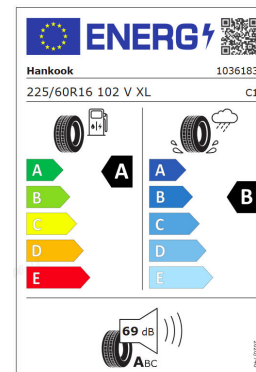 ENERG
Hankook 1036183
225/60R16 102 V XL C1
A A A
B B B
C C
D D
E E
69 dB
ABC